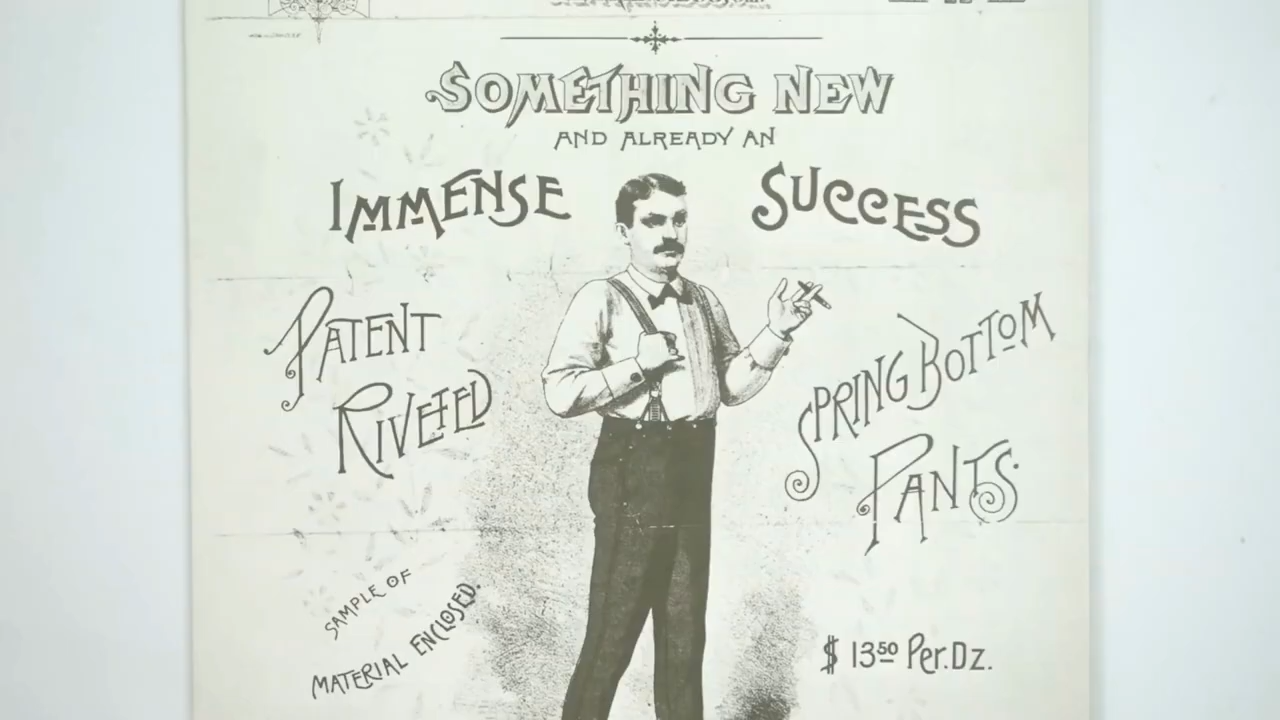 SOMETHING NEW
AND ALREADY AN
IMMENSE SUCCESS
PATENT
RIVETED
SPRING BOTTOM
PANTS.
SAMPLE OF
MATERIAL ENCLOSED.
$ 13 50 Per. Dz.